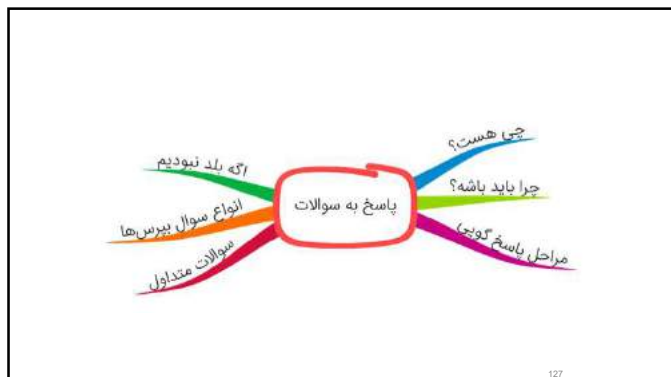 پاسخ به سوالات
چی هست؟
چرا باید باشه؟
مراحل پاسخ گویی
اگه بلد نبودیم
انواع سوال بپرس‌ها
سوالات متداول
127